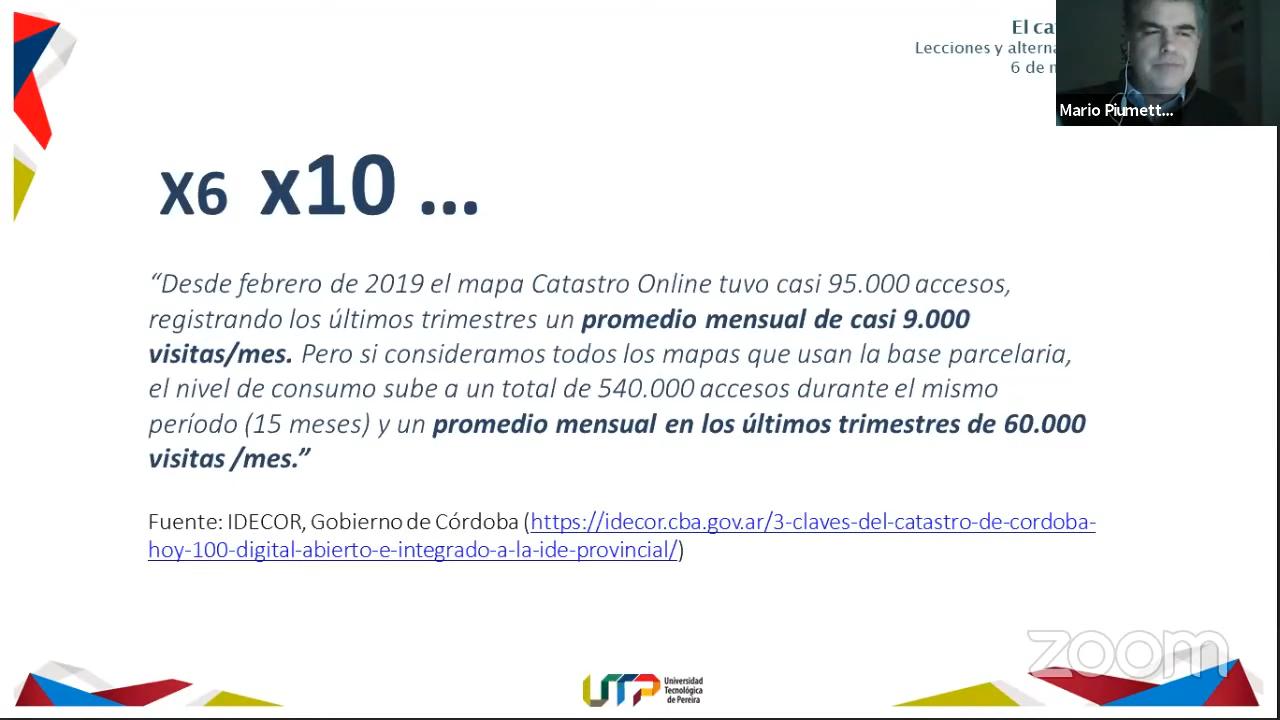 El ca
Lecciones y alterna
6 de m
Mario Piumett...
X6 x10 ...
“Desde febrero de 2019 el mapa Catastro Online tuvo casi 95.000 accesos,
registrando los últimos trimestres un promedio mensual de casi 9.000
visitas/mes. Pero si consideramos todos los mapas que usan la base parcelaria,
el nivel de consumo sube a un total de 540.000 accesos durante el mismo
período (15 meses) y un promedio mensual en los últimos trimestres de 60.000
visitas /mes.”
Fuente: IDECOR, Gobierno de Córdoba (https://idecor.cba.gov.ar/3-claves-del-catastro-de-cordoba-
hoy-100-digital-abierto-e-integrado-a-la-ide-provincial/)
zoom
UTP Universidad
Tecnológica
de Pereira